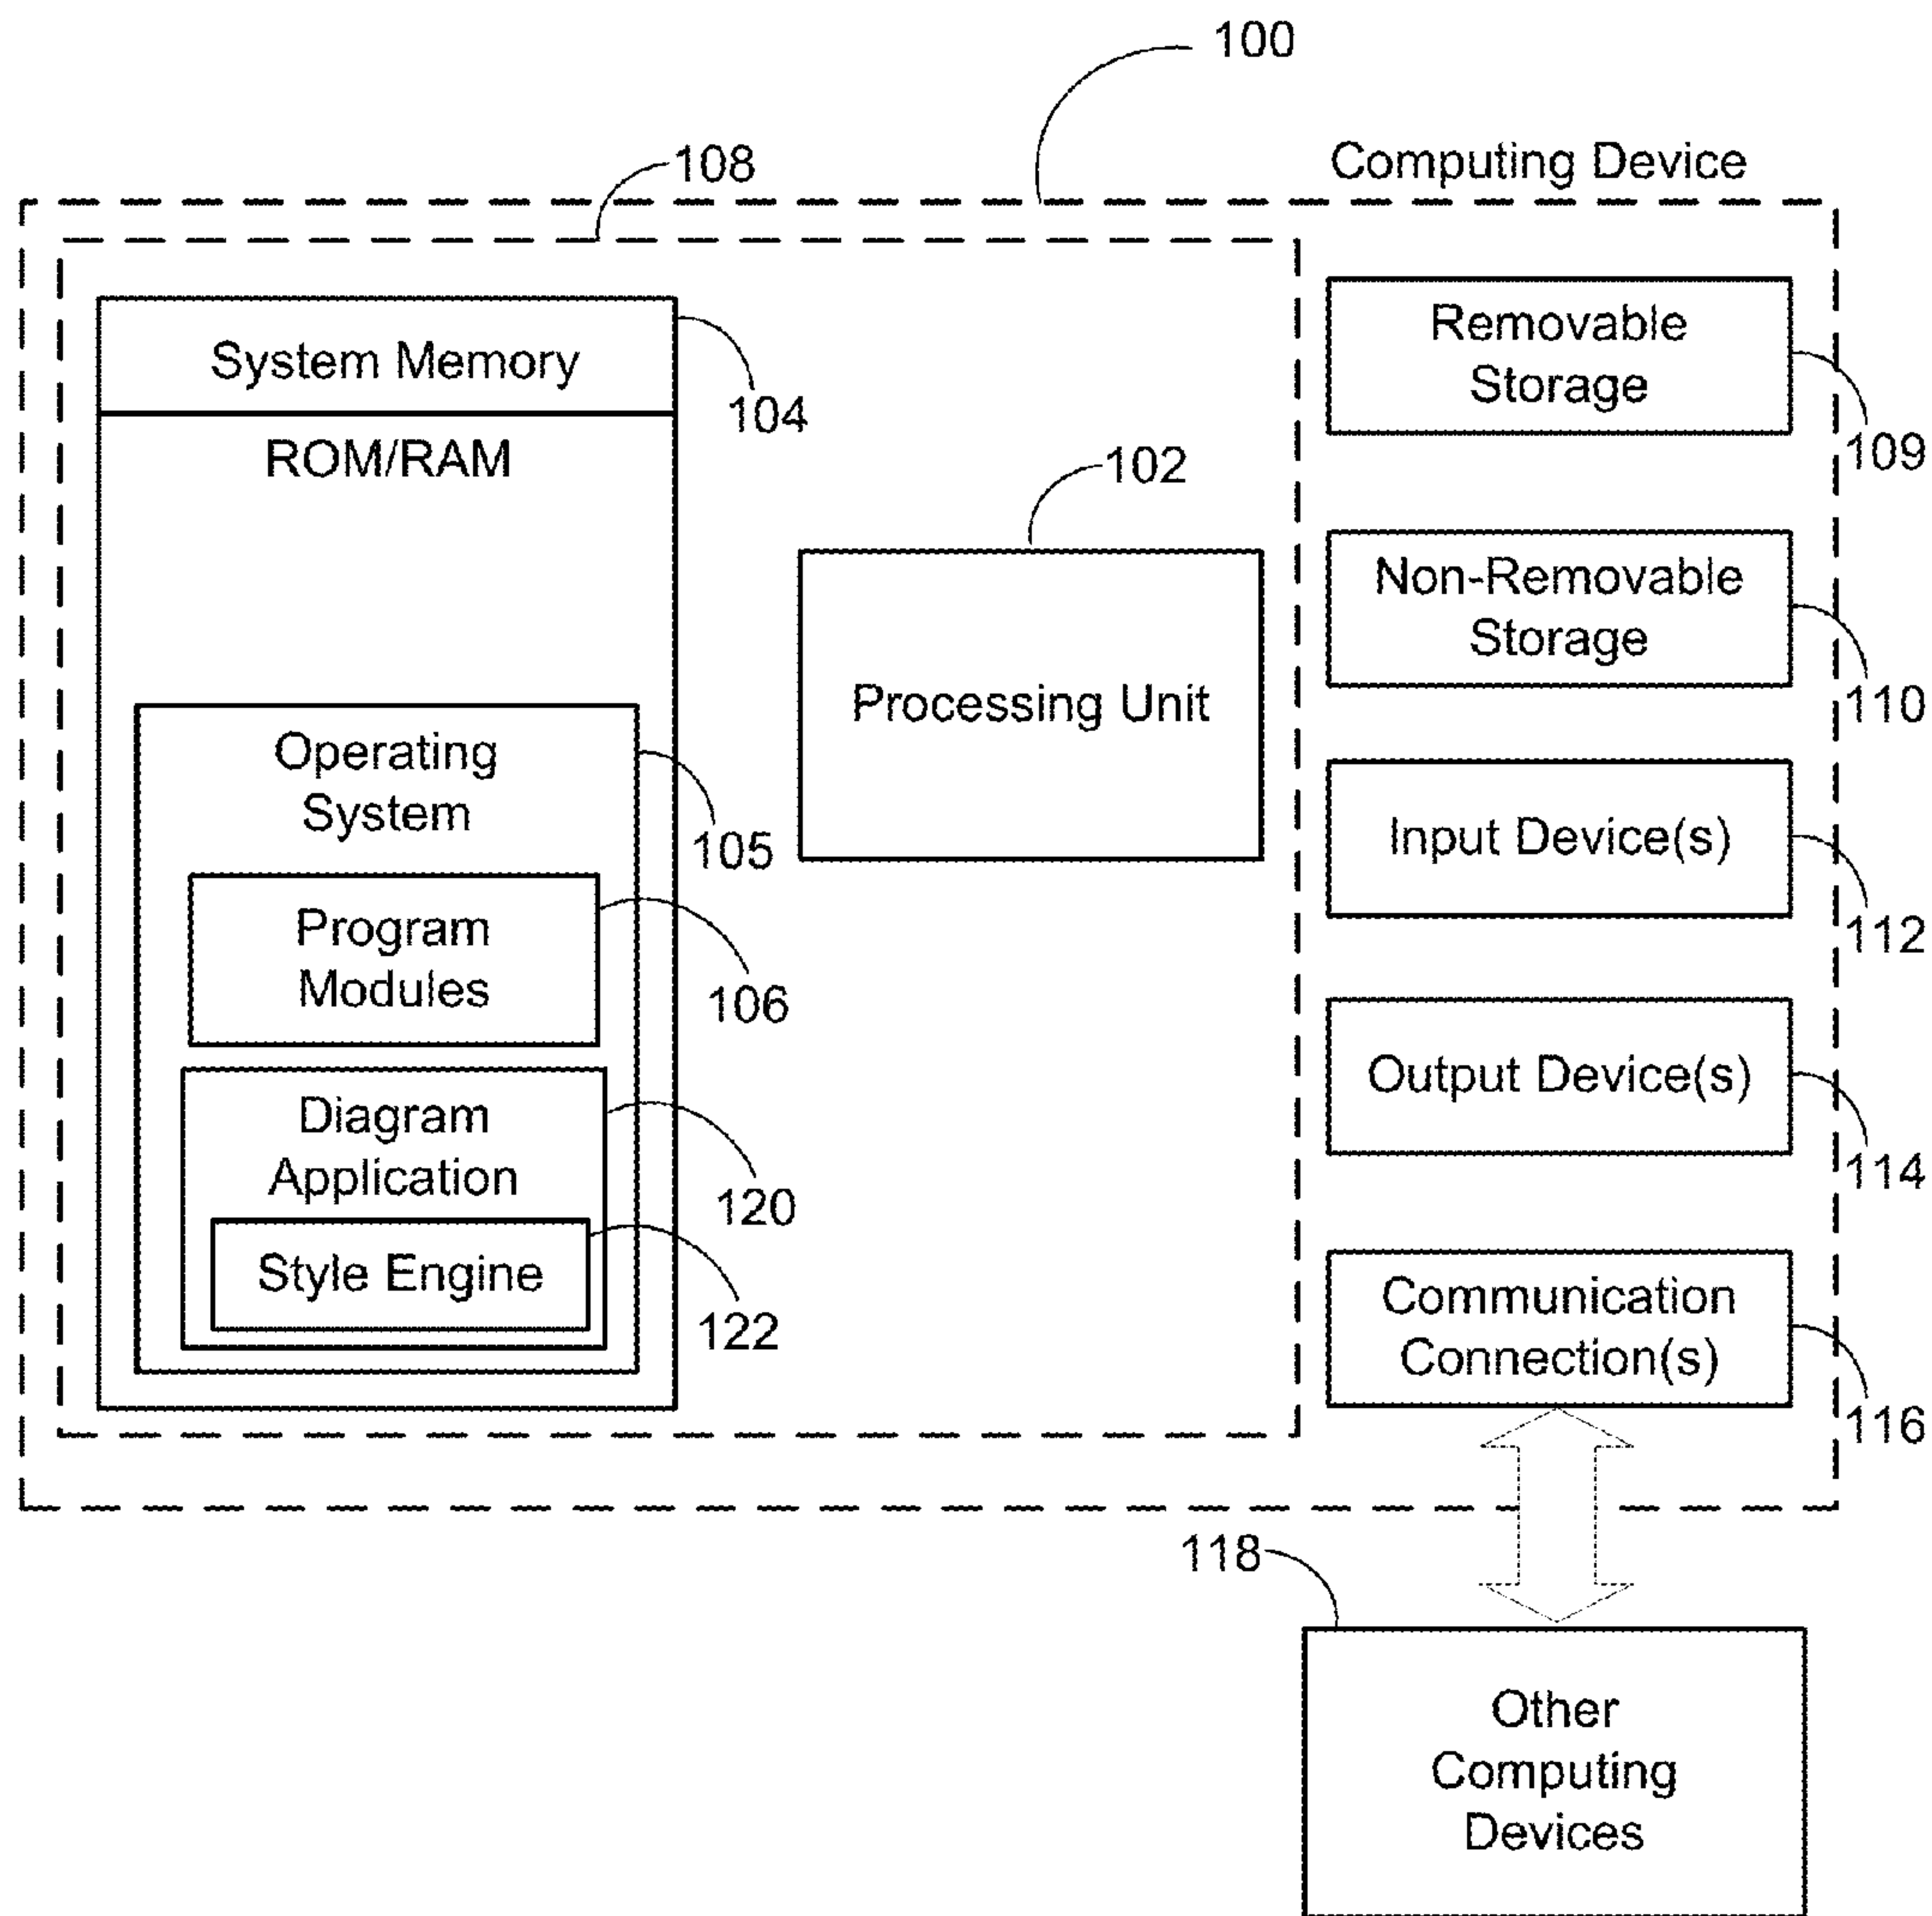 100
108
Computing Device
System Memory
104
ROM/RAM
Operating
System
105
Program
Modules
106
Diagram
Application
120
Style Engine
122
102
Processing Unit
Removable
Storage
109
Non-Removable
Storage
110
Input Device(s)
112
Output Device(s)
114
Communication
Connection(s)
116
118
Other
Computing
Devices